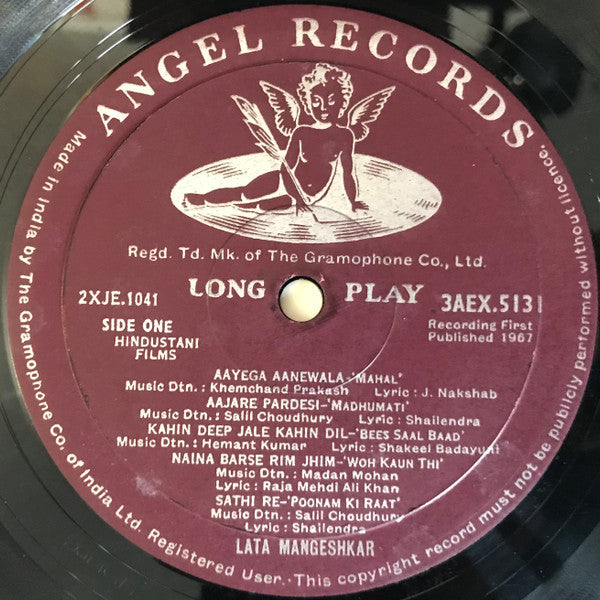 ANGEL RECORDS
Regd. Td. Mk. of The Gramophone Co., Ltd.
LONG PLAY
2XJE.1041
3AEX.5131
SIDE ONE
HINDUSTANI
FILMS
Recording First
Published 1967
AAYEGA AANEWALA-'MAHAL'
Music Dtn.: Khemchand Prakash Lyric: J. Nakshab
AAJARE PARDESI-'MADHUMATI'
Music Dtn.: Salil Choudhury Lyric: Shailendra
KAHIN DEEP JALE KAHIN DIL-'BEES SAAL BAAD'
Music Dtn.: Hemant Kumar Lyric: Shakeel Badayuni
NAINA BARSE RIM JHIM-'WOH KAUN THI'
Music Dtn.: Madan Mohan
Lyric: Raja Mehdi Ali Khan
SATHI RE-'POONAM KI RAAT'
Music Dtn.: Salil Choudhury
Lyric: Shailendra
LATA MANGESHKAR
Made in India by The Gramophone Co. of India Ltd. Registered User.·This copyright record must not be publicly performed without licence.